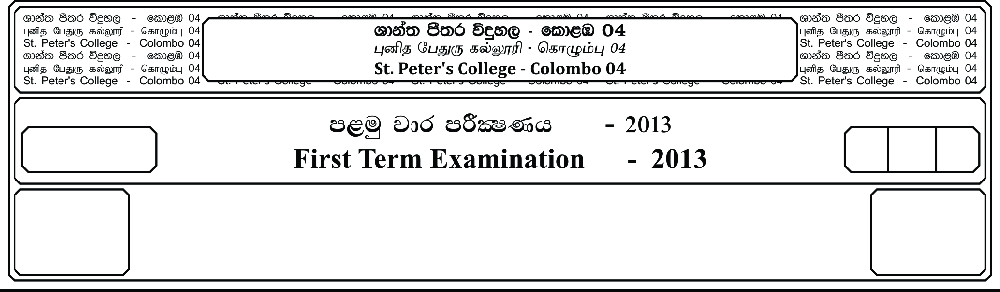 ශාන්ත පීතර විදුහල - කොළඹ 04
புனித பேதுரு கல்லூரி - கொழும்பு 04
St. Peter's College - Colombo 04
ශාන්ත පීතර විදුහල - කොළඹ 04
புனித பேதுரு கல்லூரி - கொழும்பு 04
St. Peter's College - Colombo 04
ශාන්ත පීතර විදුහල - කොළඹ 04
புனித பேதுரு கல்லூரி - கொழும்பு 04
St. Peter's College - Colombo 04
ශාන්ත පීතර විදුහල - කොළඹ 04
புனித பேதுரு கல்லூரி - கொழும்பு 04
St. Peter's College - Colombo 04
ශාන්ත පීතර විදුහල - කොළඹ 04
புனித பேதுரு கல்லூரி - கொழும்பு 04
St. Peter's College - Colombo 04
පළමු වාර පරීක්‍ෂණය - 2013
First Term Examination - 2013